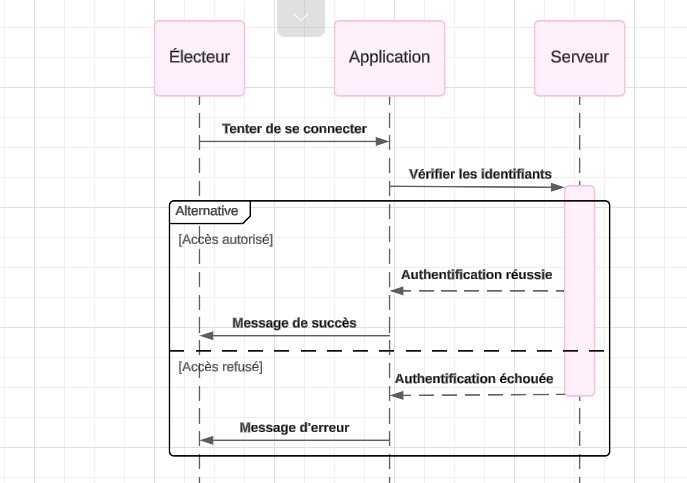 Électeur
Application
Serveur
Tenter de se connecter
Vérifier les identifiants
Alternative
[Accès autorisé]
Authentification réussie
Message de succès
[Accès refusé]
Authentification échouée
Message d'erreur